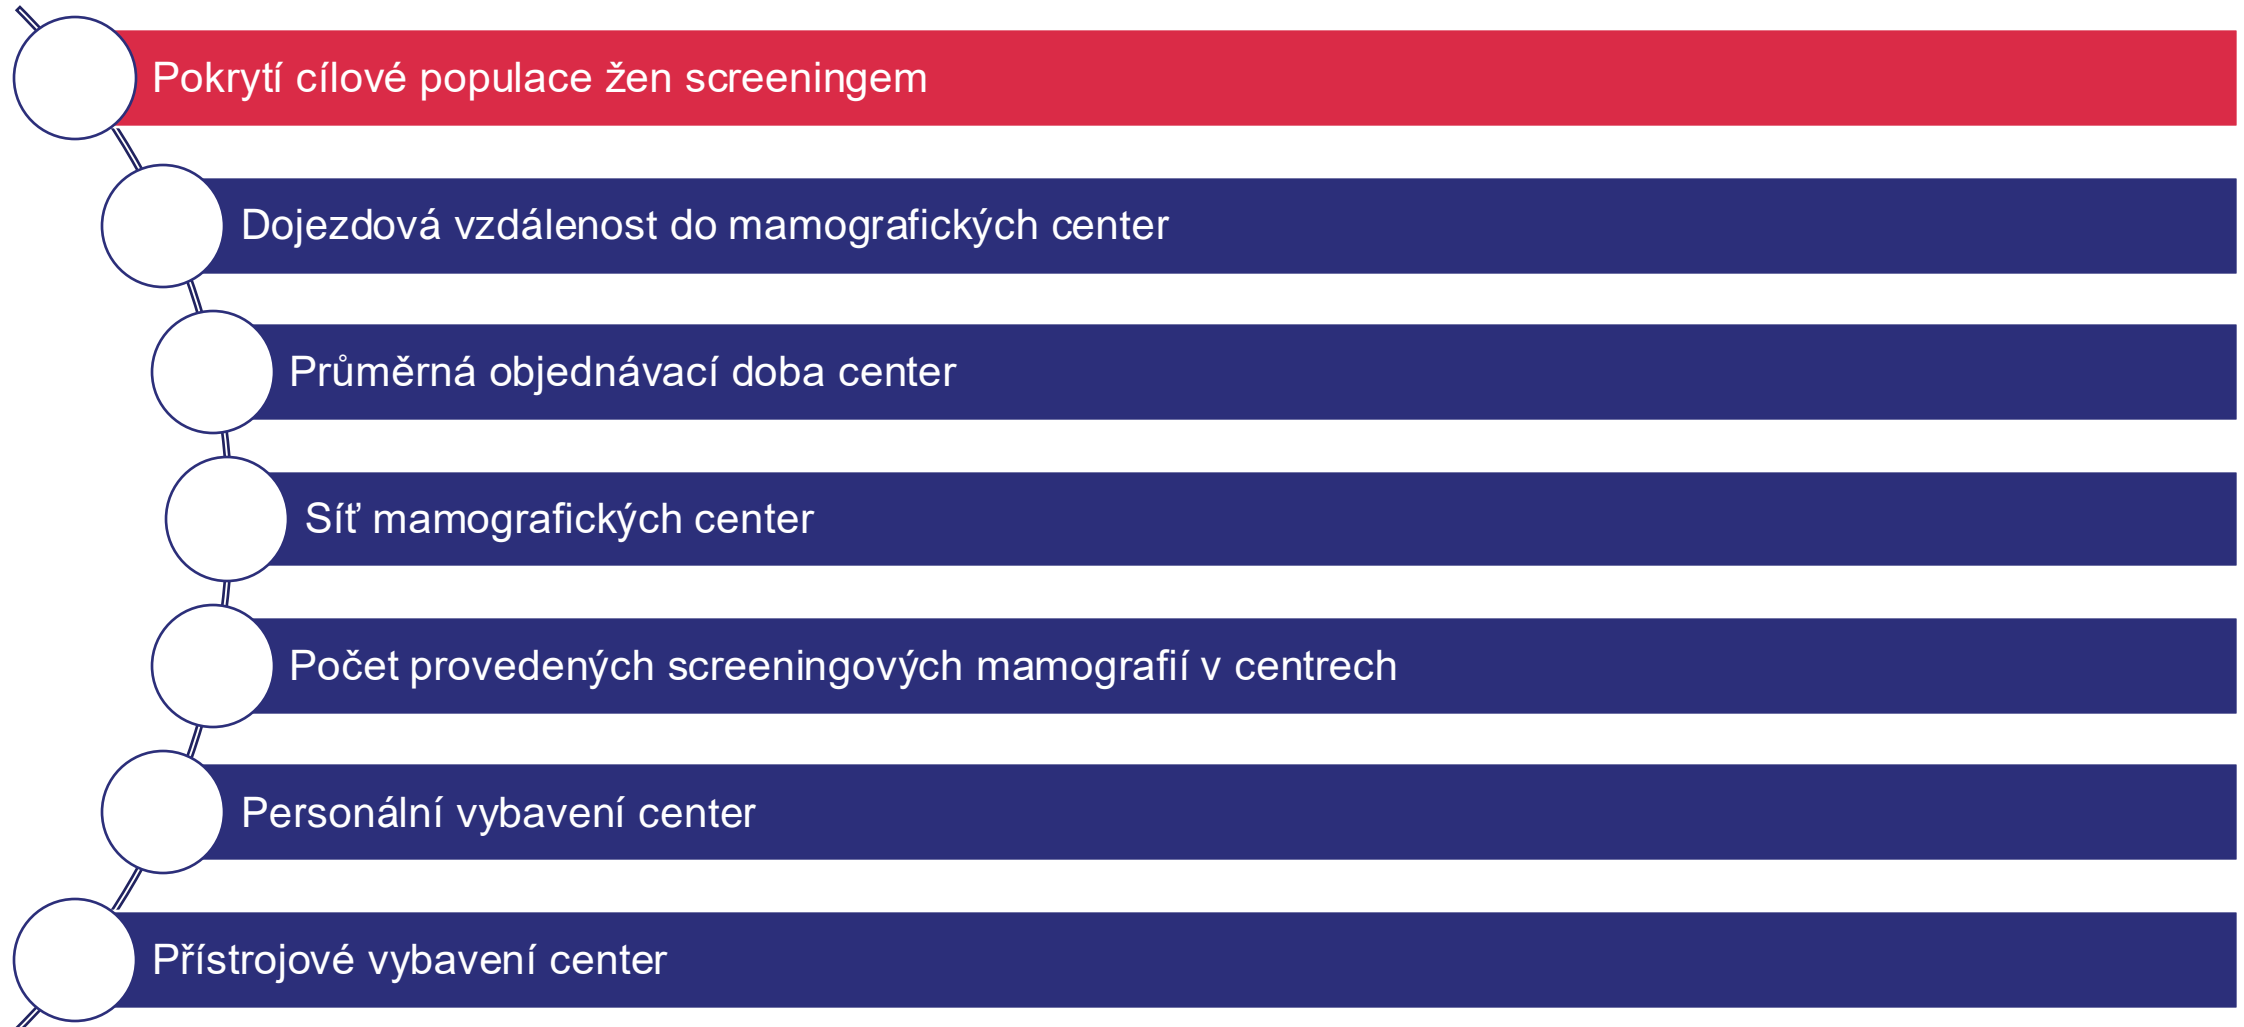 Pokrytí cílové populace žen screeningem
Dojezdová vzdálenost do mamografických center
Průměrná objednávací doba center
Síť mamografických center
Počet provedených screeningových mamografií v centrech
Personální vybavení center
Přístrojové vybavení center